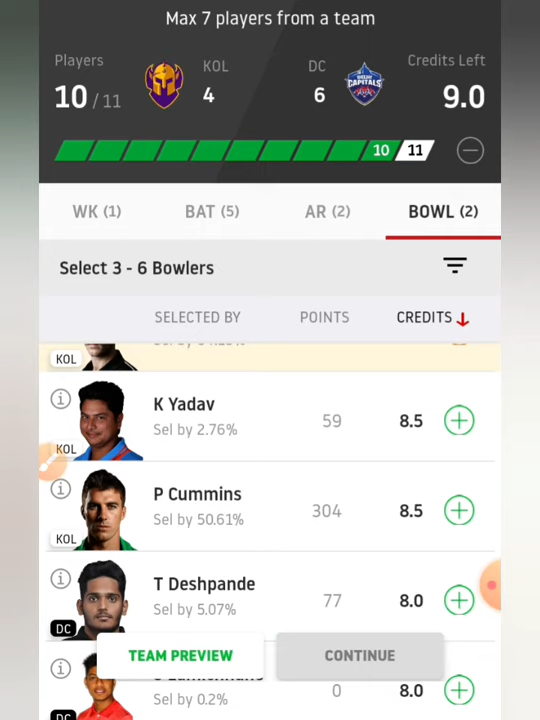 Max 7 players from a team
Players
KOL
DC
Credits Left
10 / 11
4
6
9.0
DELHI
CAPITALS
10
11
WK (1)
BAT (5)
AR (2)
BOWL (2)
Select 3 - 6 Bowlers
SELECTED BY
POINTS
CREDITS
KOL
K Yadav
Sel by 2.76%
59
8.5
KOL
P Cummins
Sel by 50.61%
304
8.5
KOL
T Deshpande
Sel by 5.07%
77
8.0
DC
TEAM PREVIEW
CONTINUE
Sel by 0.2%
0
8.0
DC